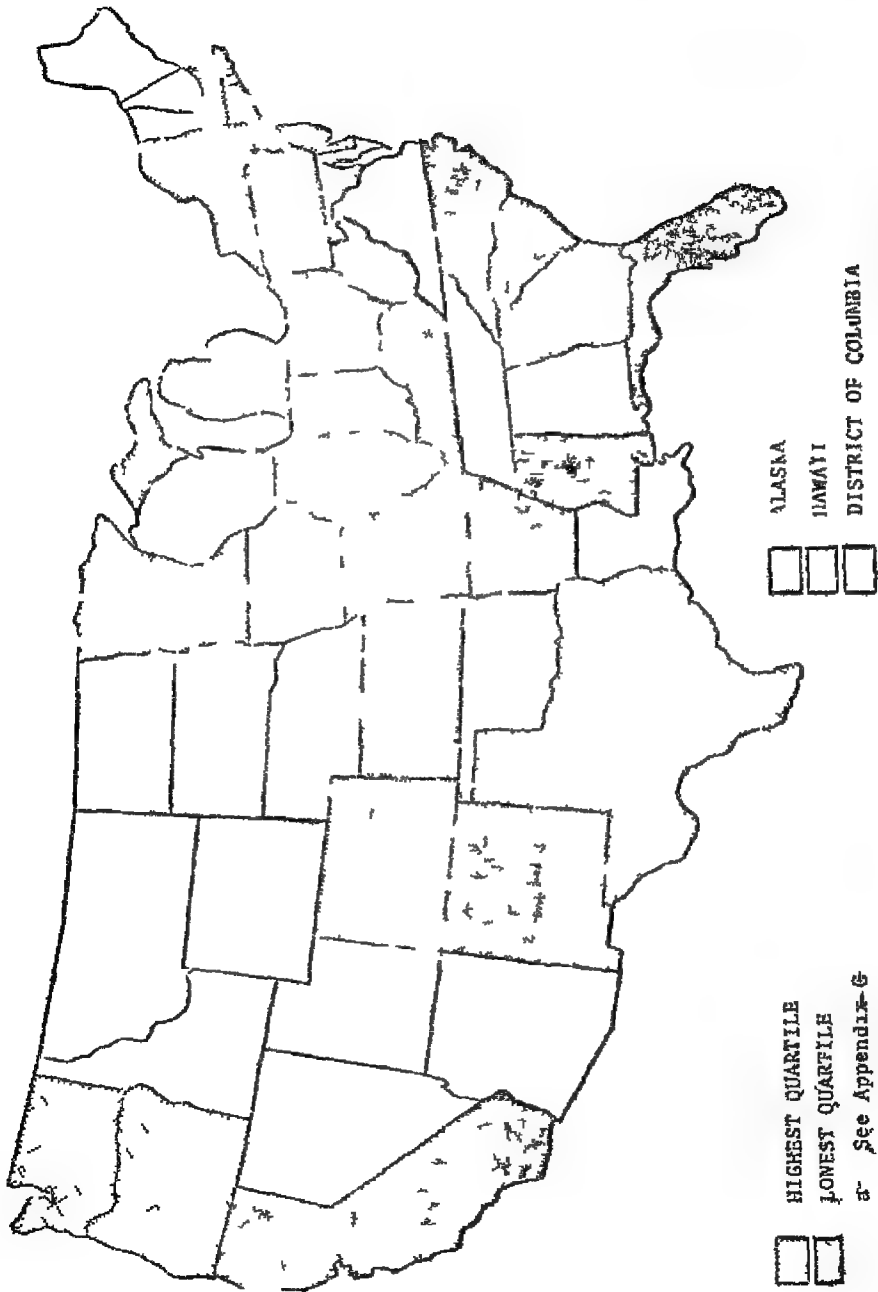 HIGHEST QUARTILE
LOWEST QUARTILE
See Appendix-G
ALASKA
HAWAII
DISTRICT OF COLUMBIA